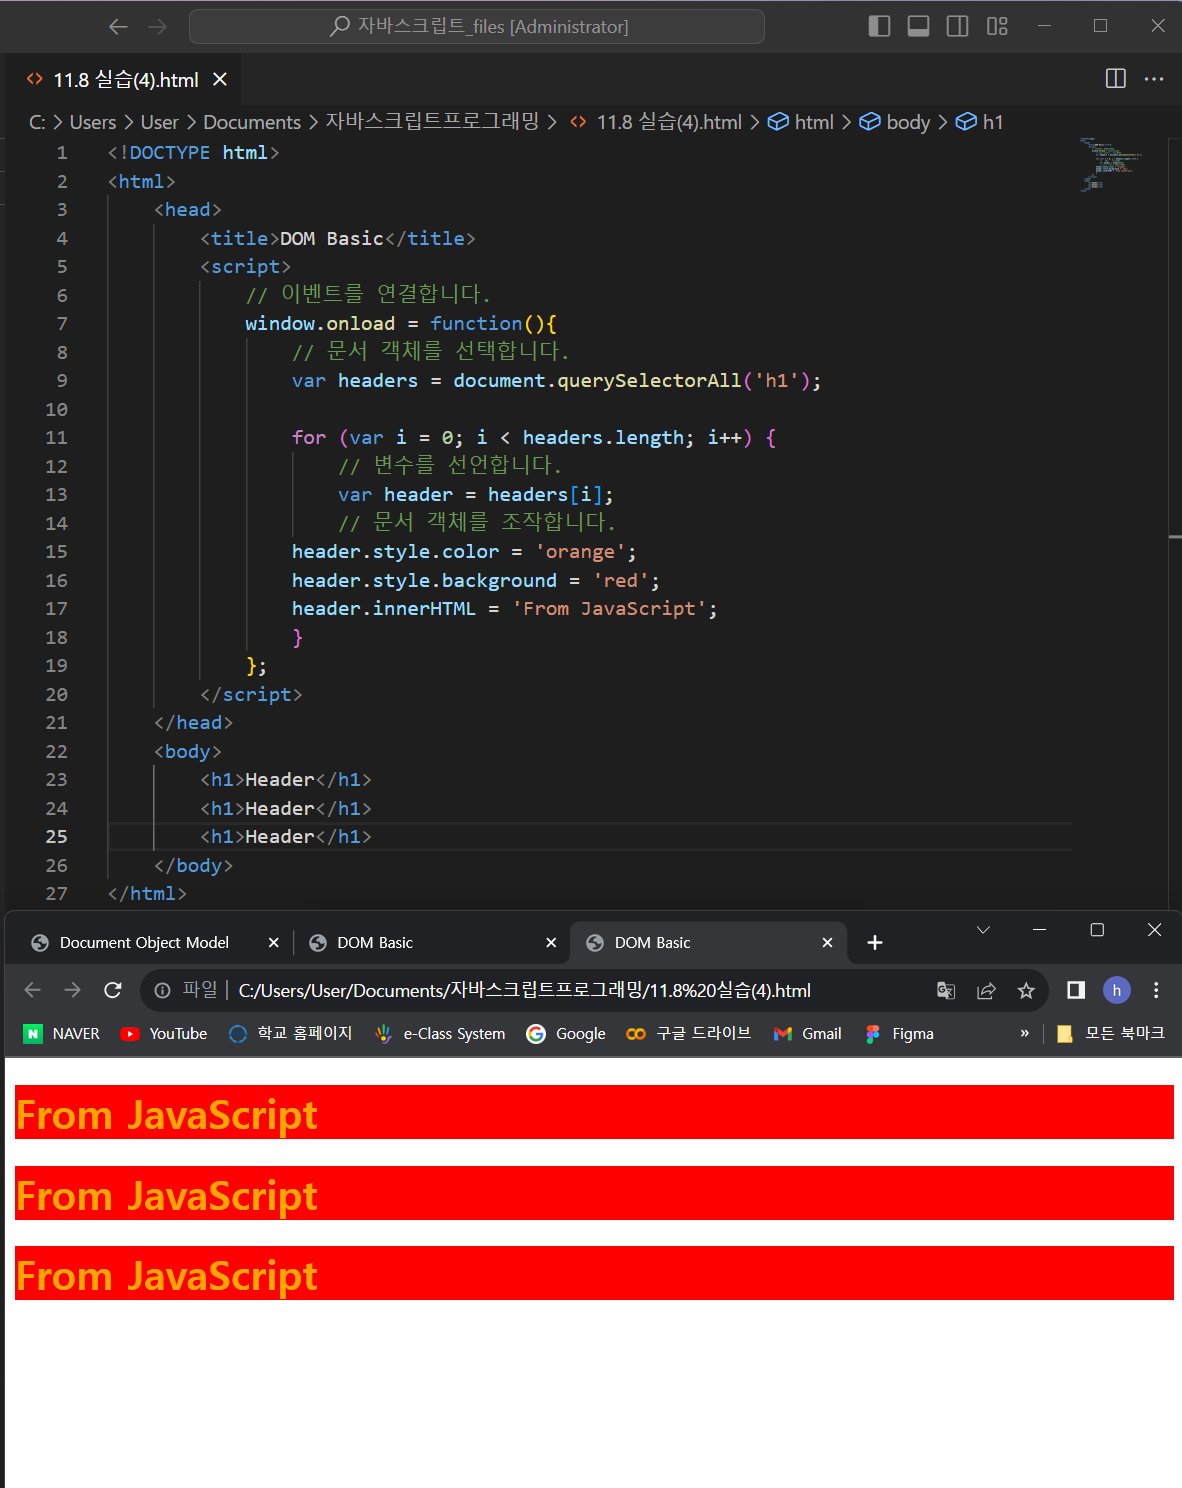 자바스크립트_files [Administrator]
11.8 실습(4).html
C: > Users > User > Documents > 자바스크립트프로그래밍 > 11.8 실습(4).html > html > body > h1
1 <!DOCTYPE html>
2 <html>
3 <head>
4 <title>DOM Basic</title>
5 <script>
6 // 이벤트를 연결합니다.
7 window.onload = function(){
8 // 문서 객체를 선택합니다.
9 var headers = document.querySelectorAll('h1');
10
11 for (var i = 0; i < headers.length; i++) {
12 // 변수를 선언합니다.
13 var header = headers[i];
14 // 문서 객체를 조작합니다.
15 header.style.color = 'orange';
16 header.style.background = 'red';
17 header.innerHTML = 'From JavaScript';
18 }
19 };
20 </script>
21 </head>
22 <body>
23 <h1>Header</h1>
24 <h1>Header</h1>
25 <h1>Header</h1>
26 </body>
27 </html>
Document Object Model DOM Basic DOM Basic
파일 | C:/Users/User/Documents/자바스크립트프로그래밍/11.8%20실습(4).html h
N NAVER YouTube 학교 홈페이지 e-Class System Google 구글 드라이브 Gmail Figma » 모든 북마크
From JavaScript
From JavaScript
From JavaScript